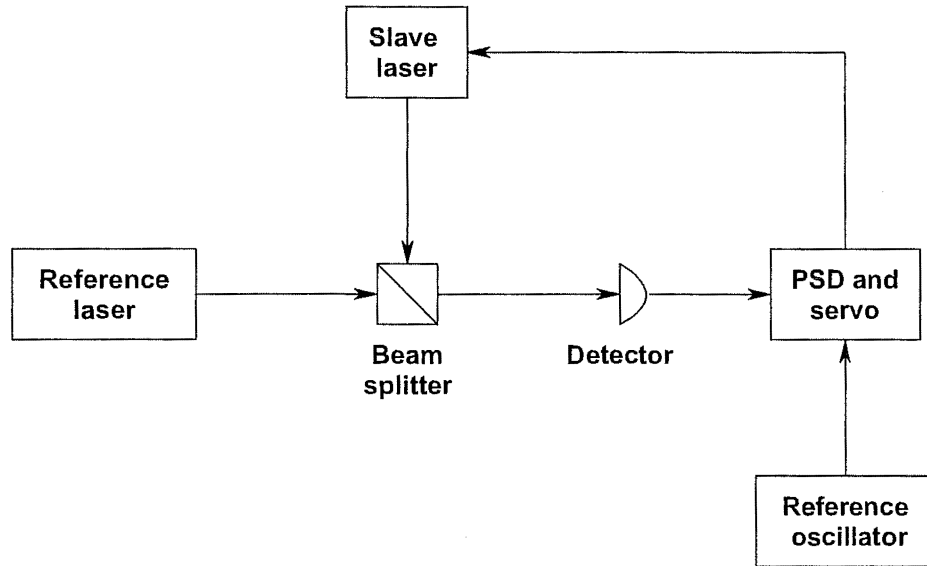 Slave
laser
Reference
laser
PSD and
servo
Beam
splitter
Detector
Reference
oscillator